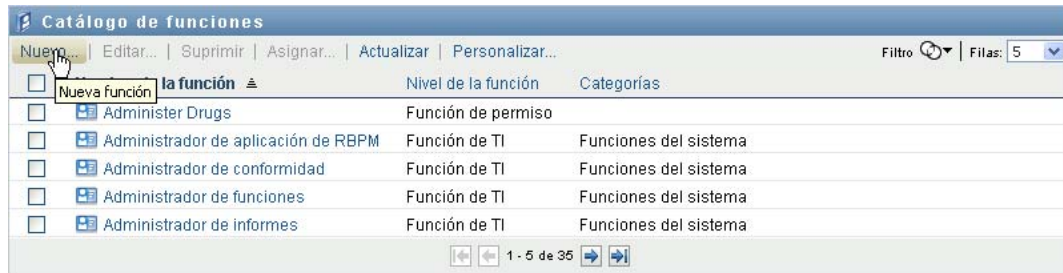 Catálogo de funciones
Nuevo... | Editar... | Suprimir | Asignar... | Actualizar | Personalizar... Filtro | Filas: 5
la función Nivel de la función Categorías
Nueva función
Administer Drugs Función de permiso
Administrador de aplicación de RBPM Función de TI Funciones del sistema
Administrador de conformidad Función de TI Funciones del sistema
Administrador de funciones Función de TI Funciones del sistema
Administrador de informes Función de TI Funciones del sistema
1 - 5 de 35